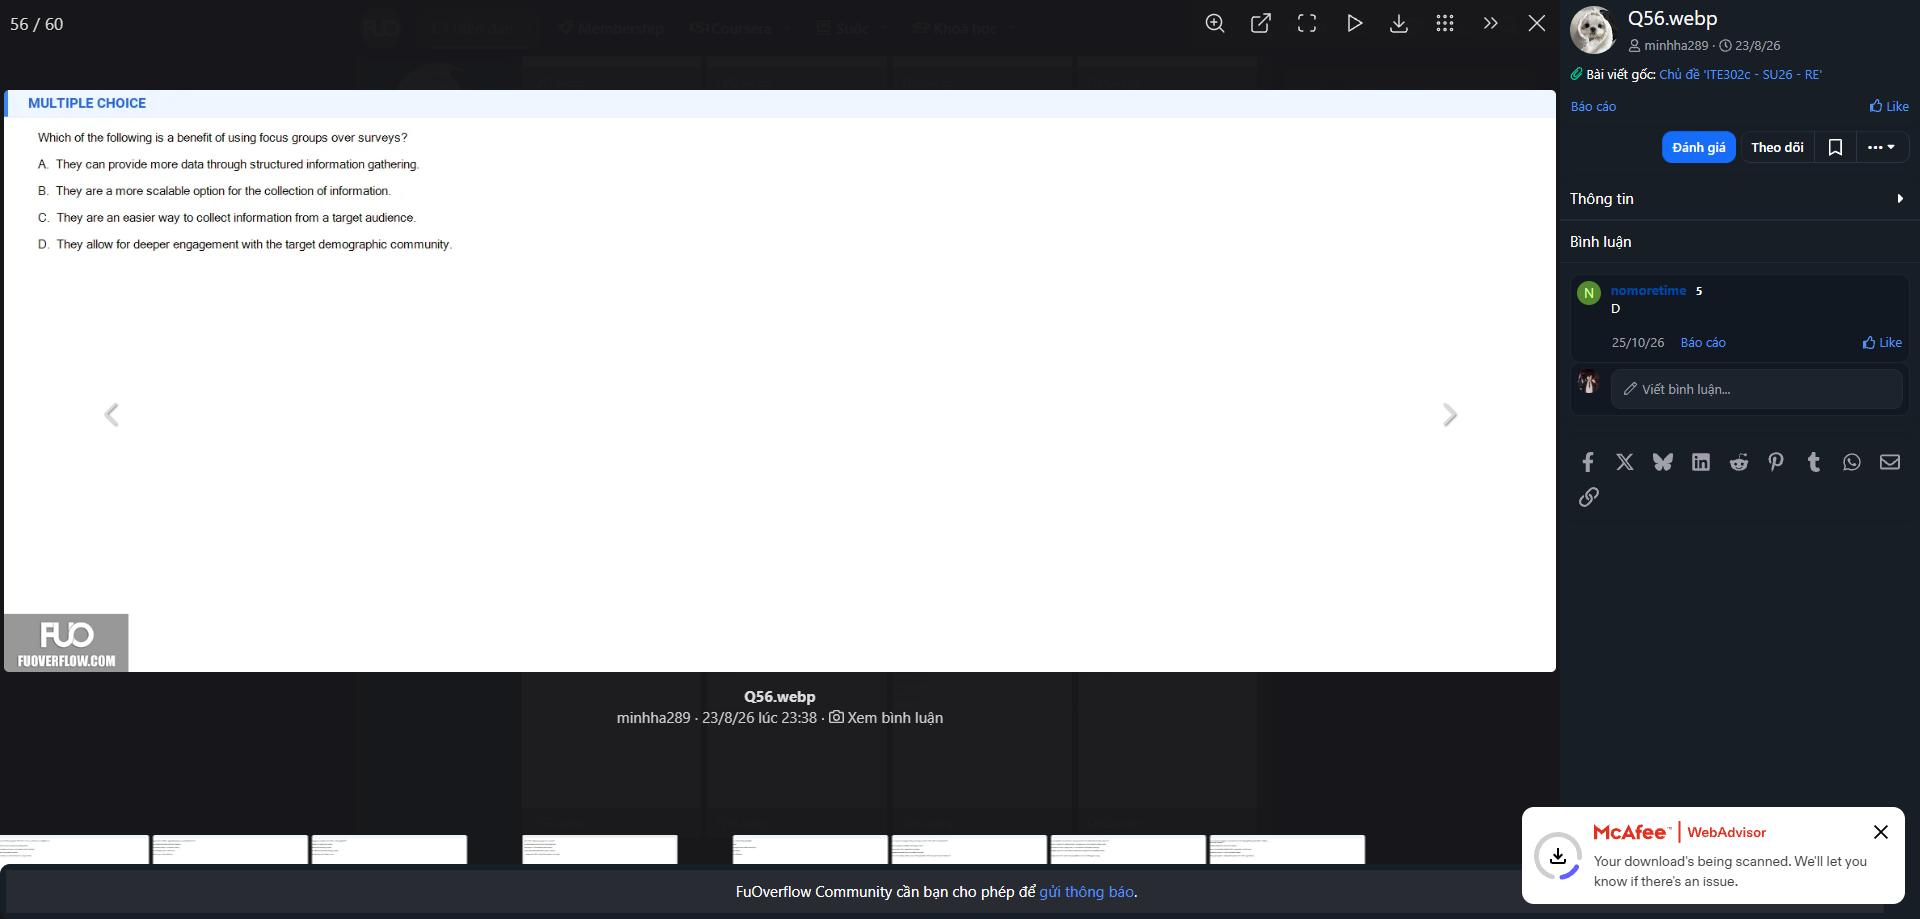 56 / 60
Membership
Coursera
Khoá học
MULTIPLE CHOICE
Which of the following is a benefit of using focus groups over surveys?
A. They can provide more data through structured information gathering.
B. They are a more scalable option for the collection of information.
C. They are an easier way to collect information from a target audience.
D. They allow for deeper engagement with the target demographic community.
FUO
FUOVERFLOW.COM
Q56.webp
minhha289 · 23/8/26 lúc 23:38 · Xem bình luận
Q56.webp
minhha289 · 23/8/26
Bài viết gốc: Chủ đề 'ITE302c - SU26 - RE'
Báo cáo
Like
Đánh giá
Theo dõi
Thông tin
Bình luận
N
nomoretime 5
D
25/10/26 Báo cáo
Like
Viết bình luận...
McAfee™ | WebAdvisor
Your download's being scanned. We'll let you
know if there's an issue.
FuOverflow Community cần bạn cho phép để gửi thông báo.